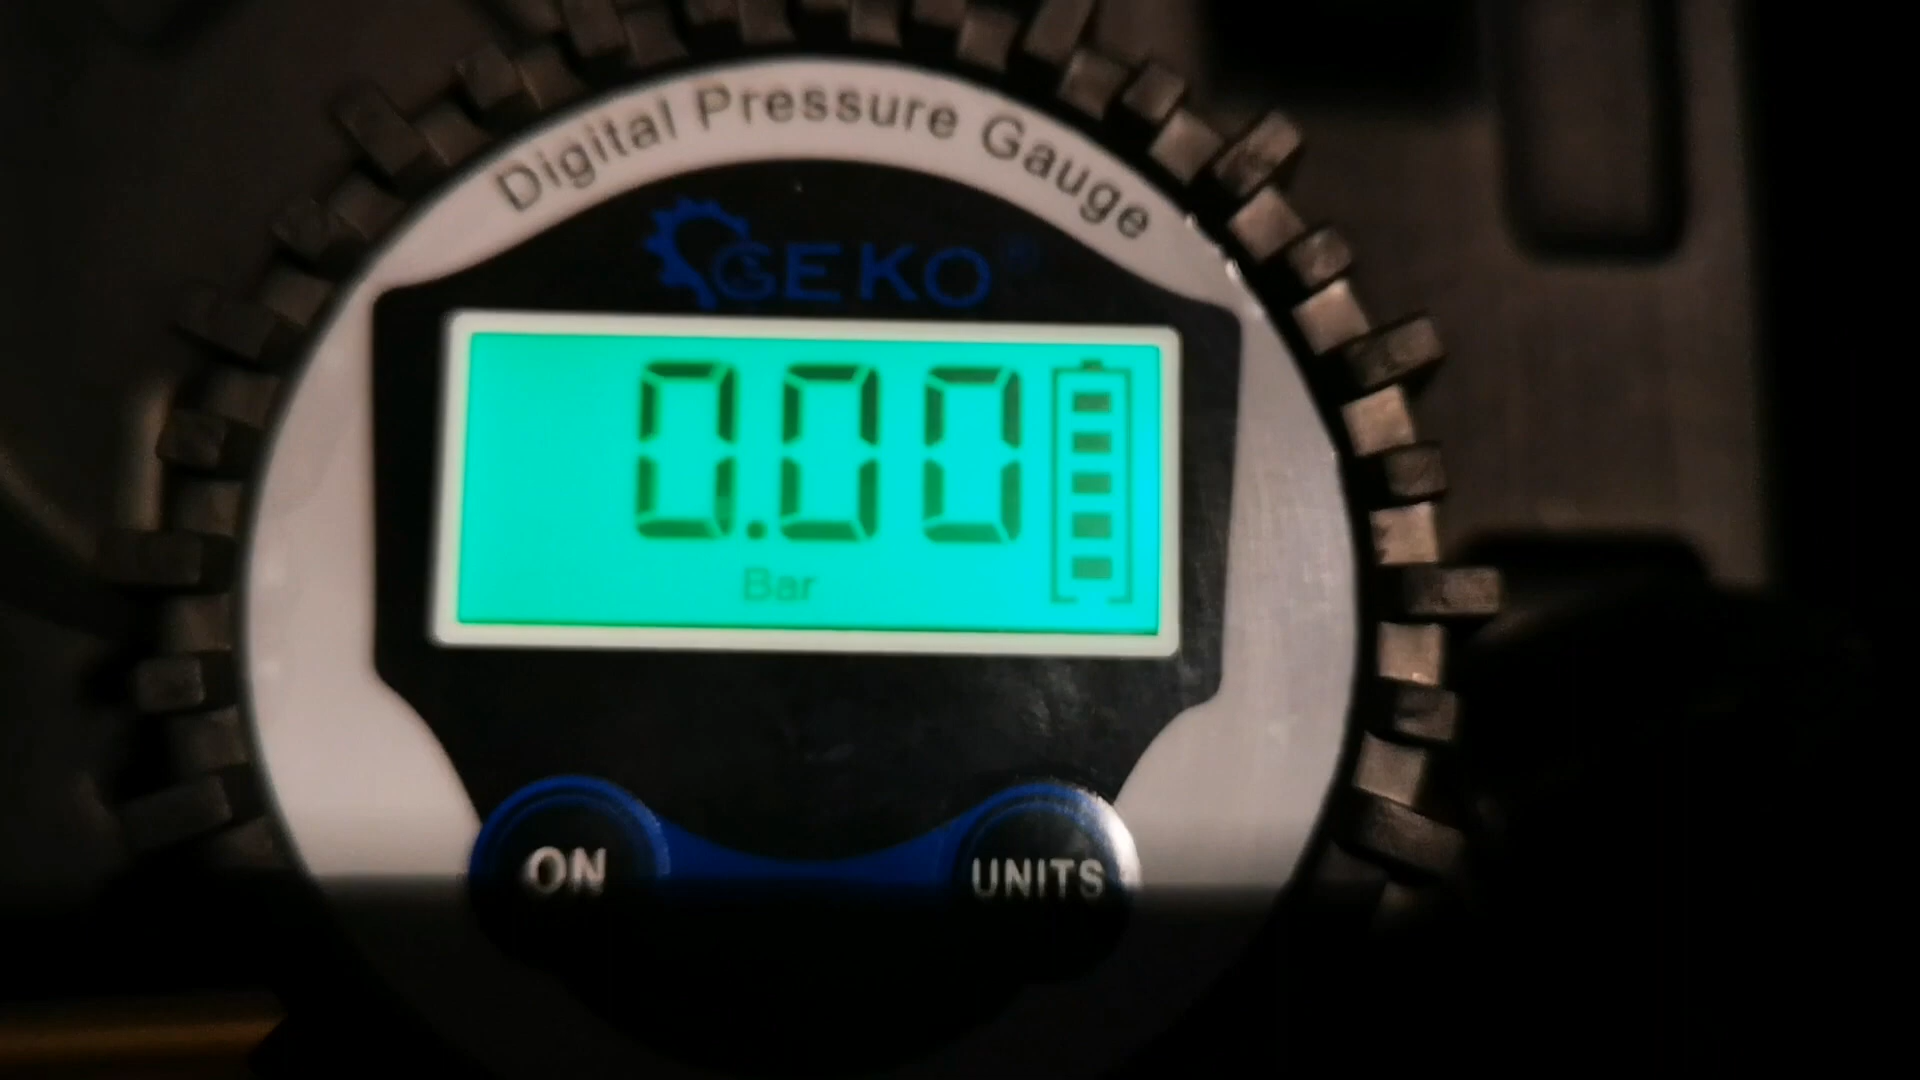 Digital Pressure Gauge
GEKO®
0.00
Bar
ON
UNITS